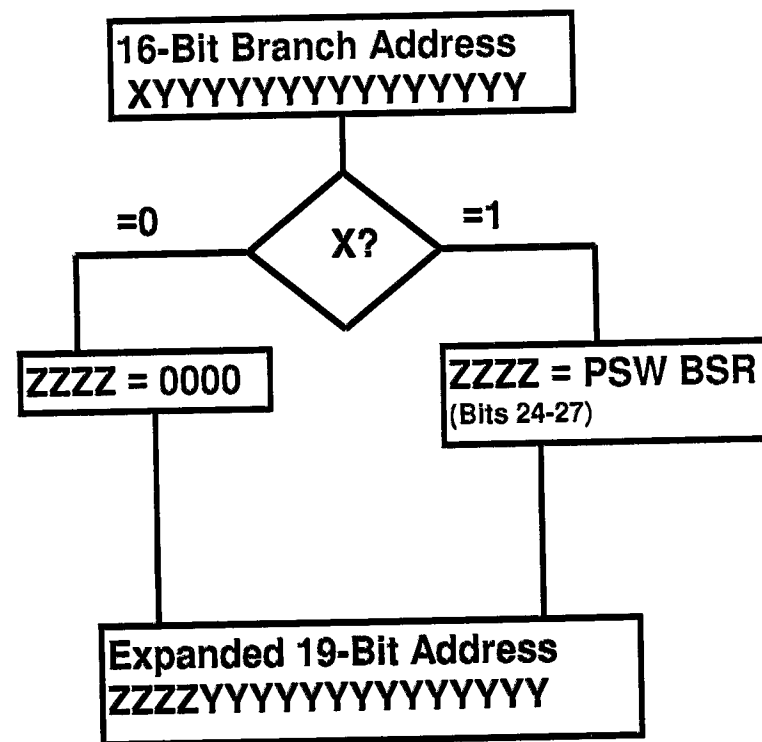 16-Bit Branch Address
XYYYYYYYYYYYYYYY
=0
X?
=1
ZZZZ = 0000
ZZZZ = PSW BSR
(Bits 24-27)
Expanded 19-Bit Address
ZZZZYYYYYYYYYYYYYY